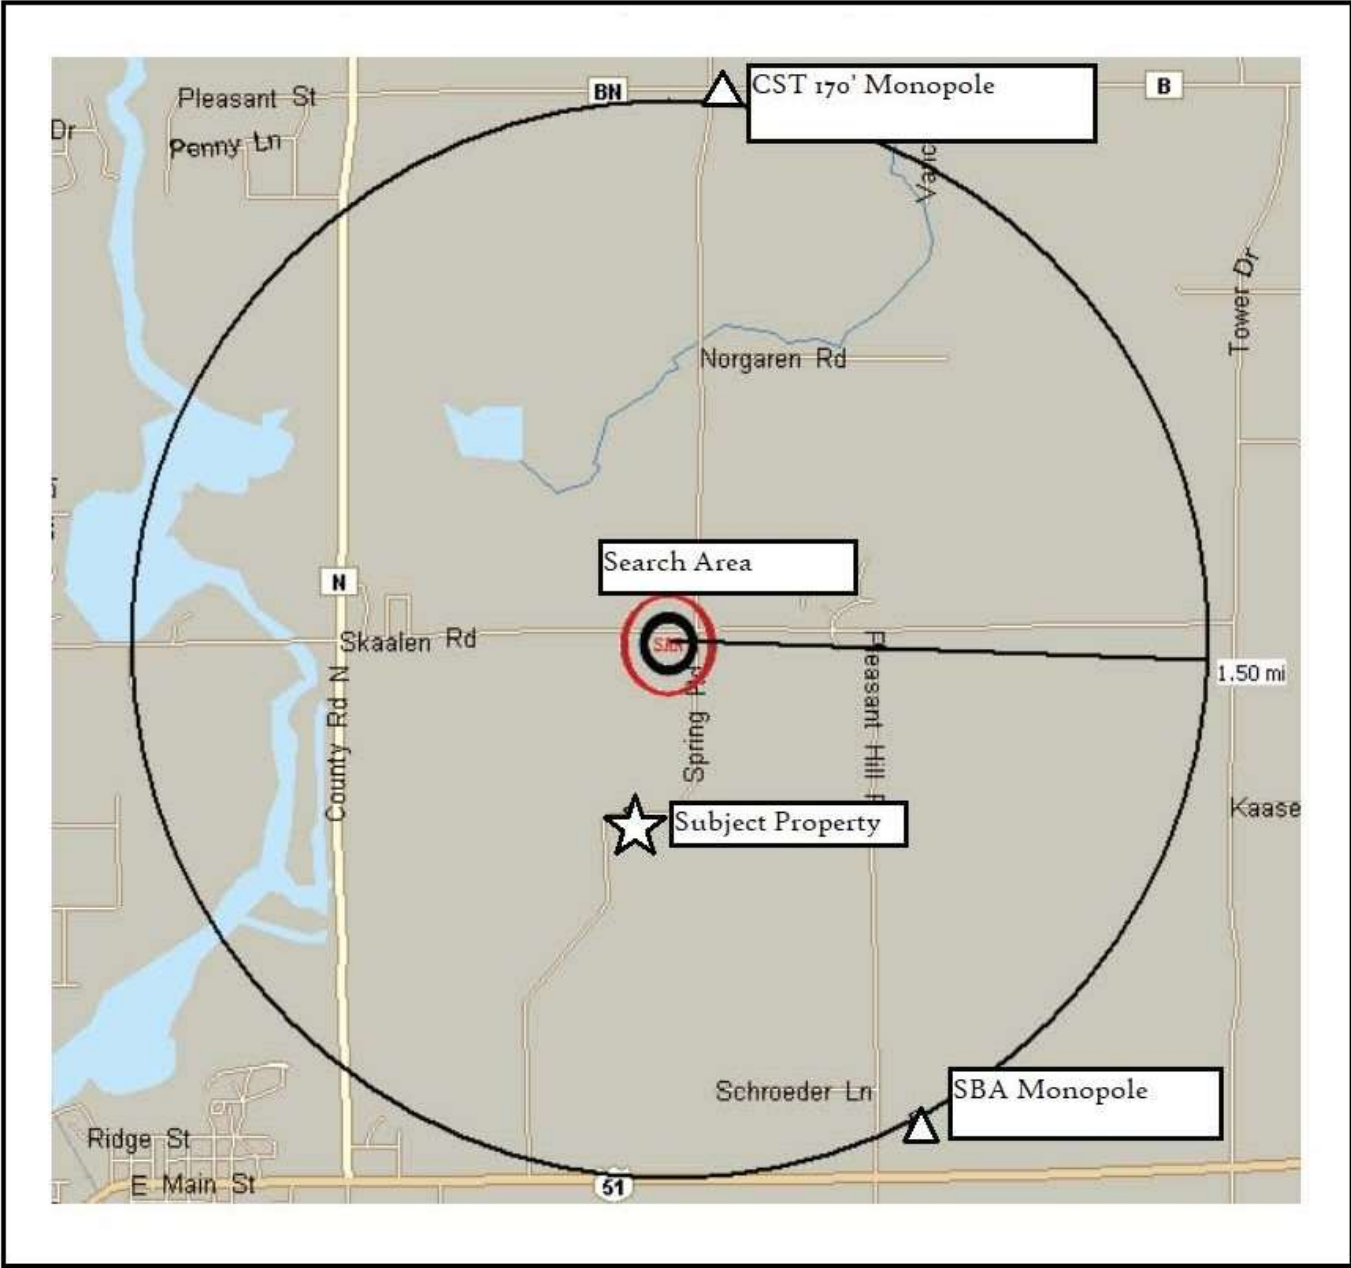 Pleasant St
BN
CST 170' Monopole
B
Dr
Penny Ln
Tower Dr
Norgaren Rd
Search Area
N
Skaalen Rd
SAR
1.50 mi
County Rd N
Spring Rd
Pleasant Hill
Kaase
Subject Property
Schroeder Ln
SBA Monopole
Ridge St
E Main St
51